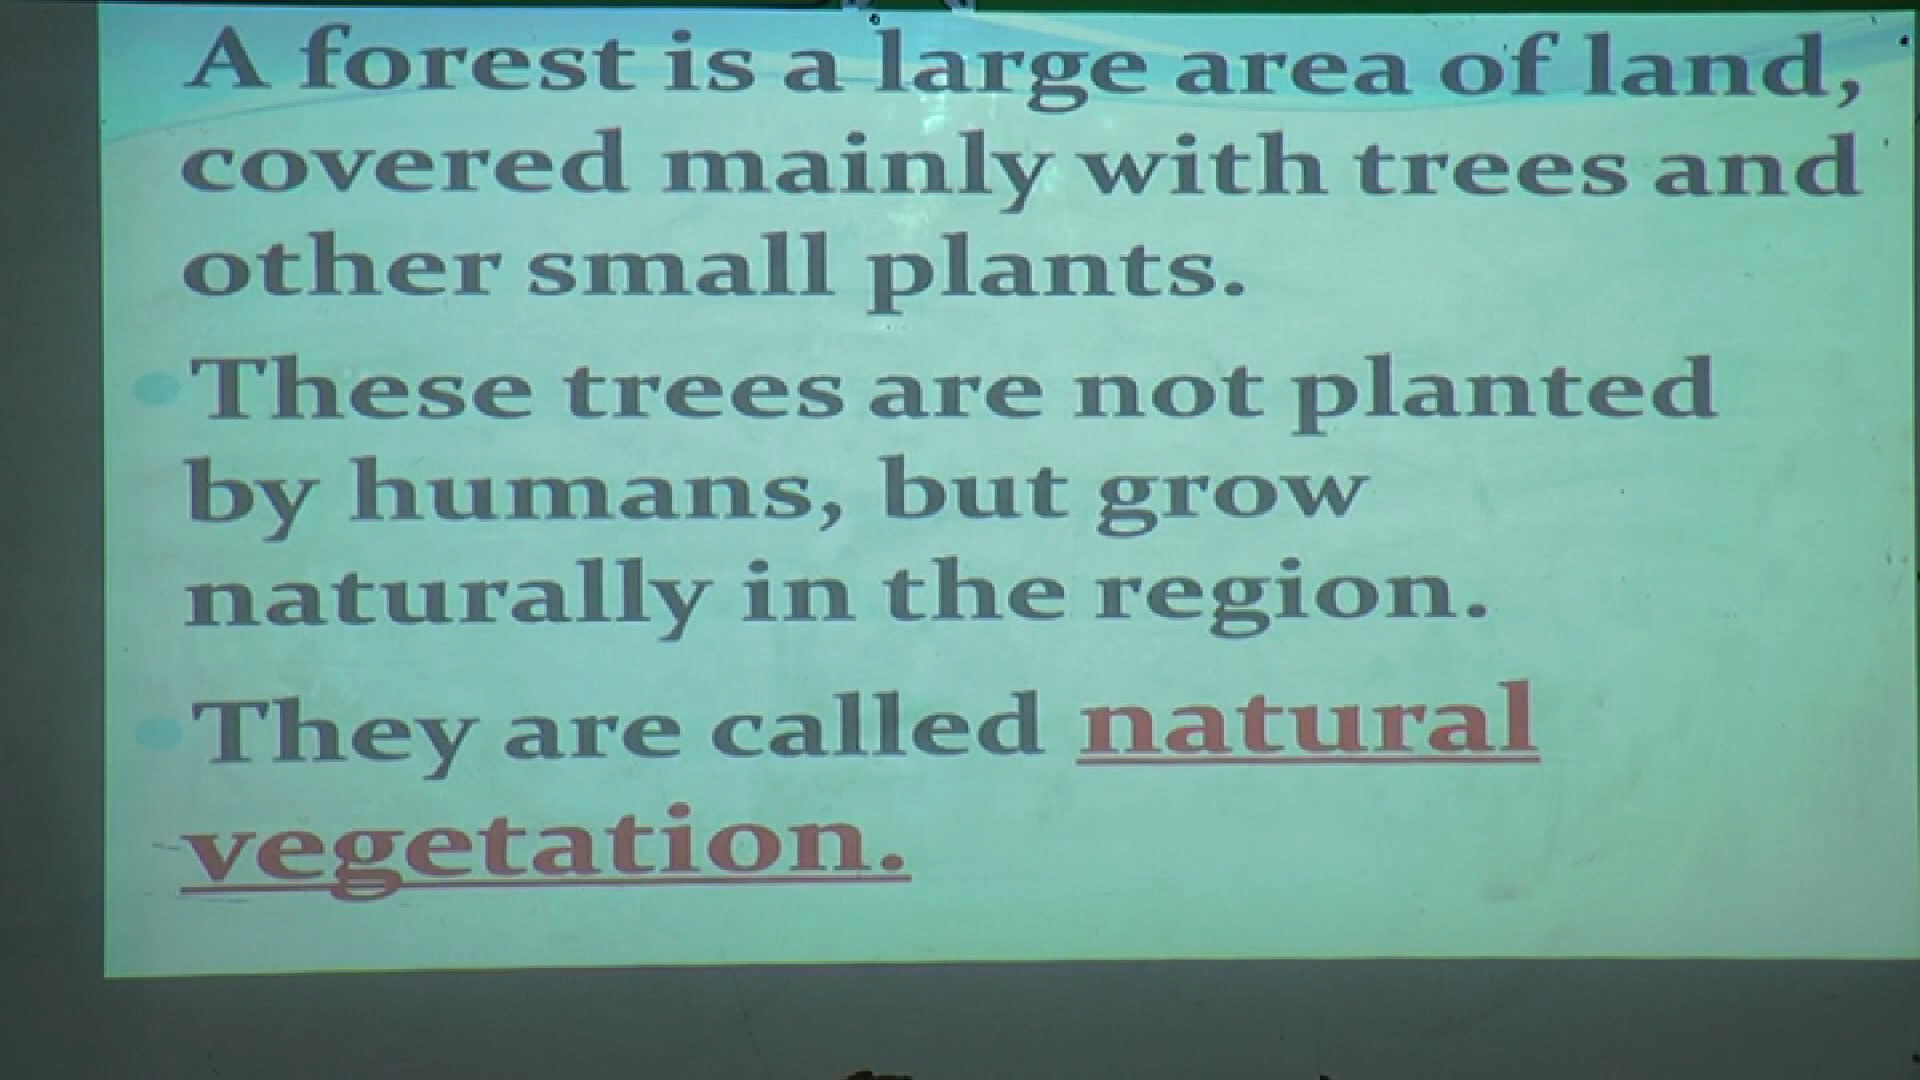 A forest is a large area of land,
covered mainly with trees and
other small plants.
These trees are not planted
by humans, but grow
naturally in the region.
They are called natural
vegetation.